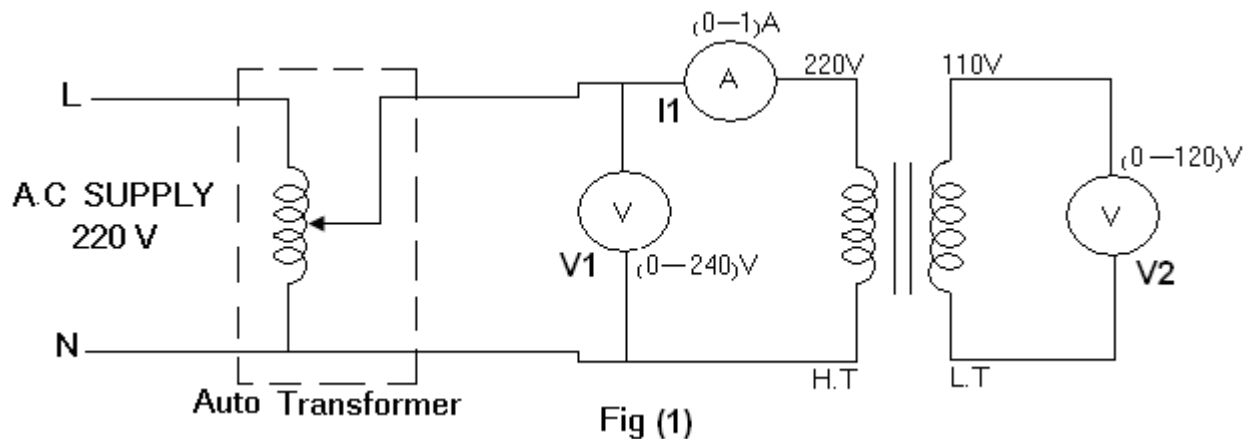 (0-1)A
220V
110V
L
A
I1
(0-120)V
A.C SUPPLY
220 V
V
V
V1
(0-240)V
V2
N
H.T
L.T
Auto Transformer
Fig (1)